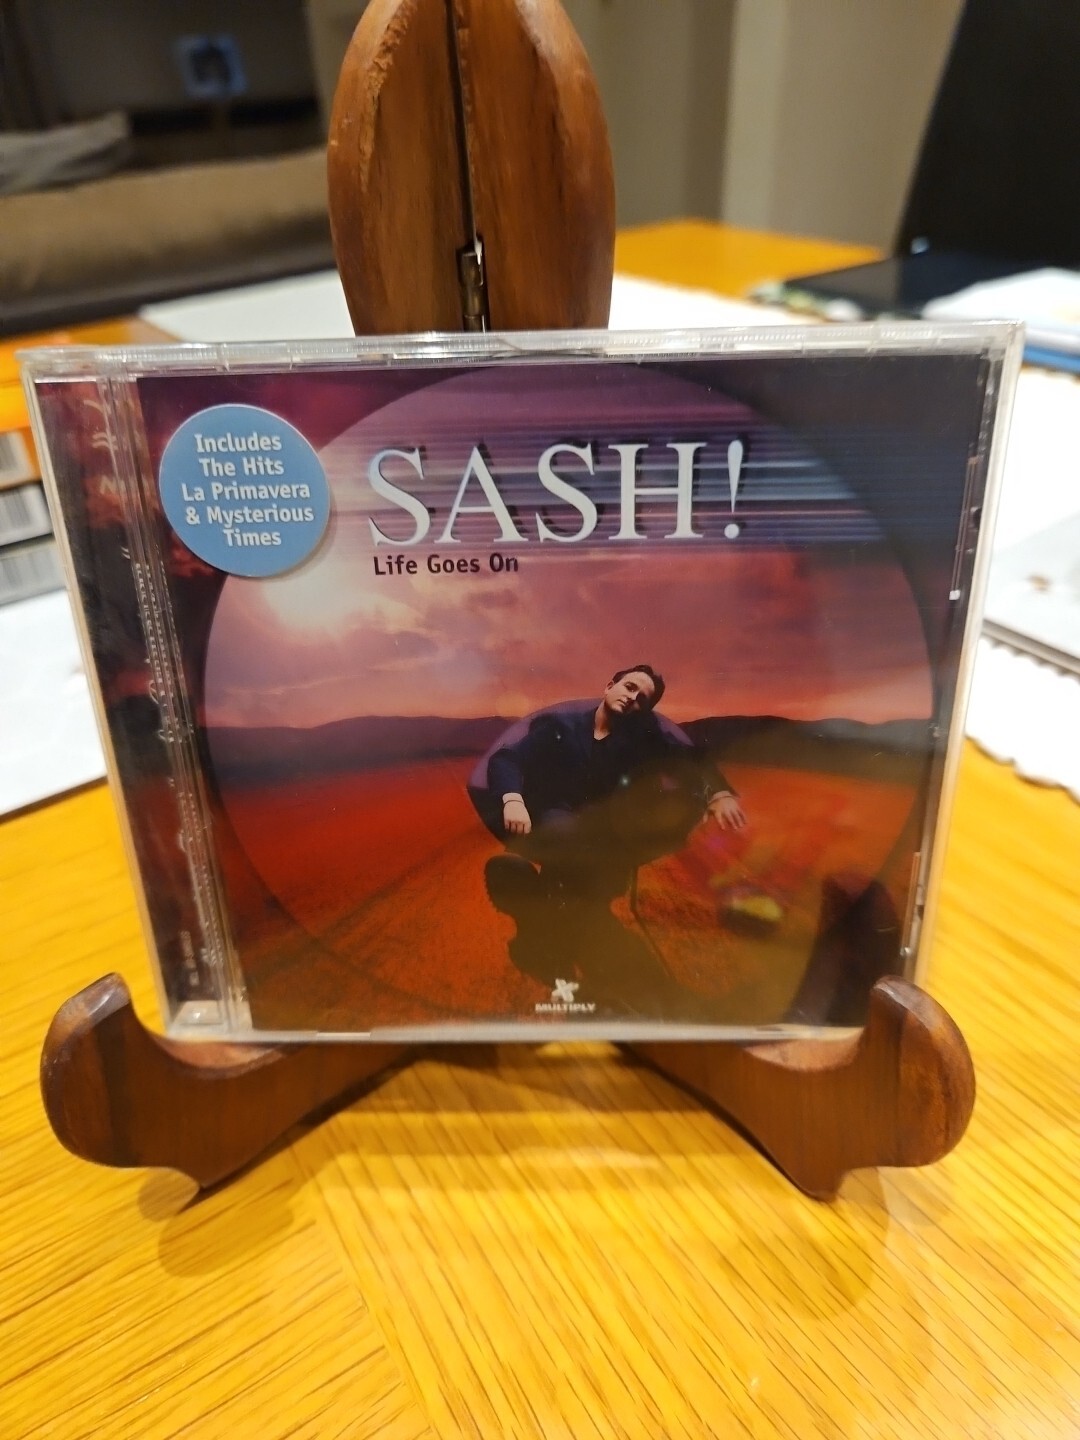 Includes
The Hits
La Primavera
& Mysterious
Times
SASH!
Life Goes On
MULTIPLY